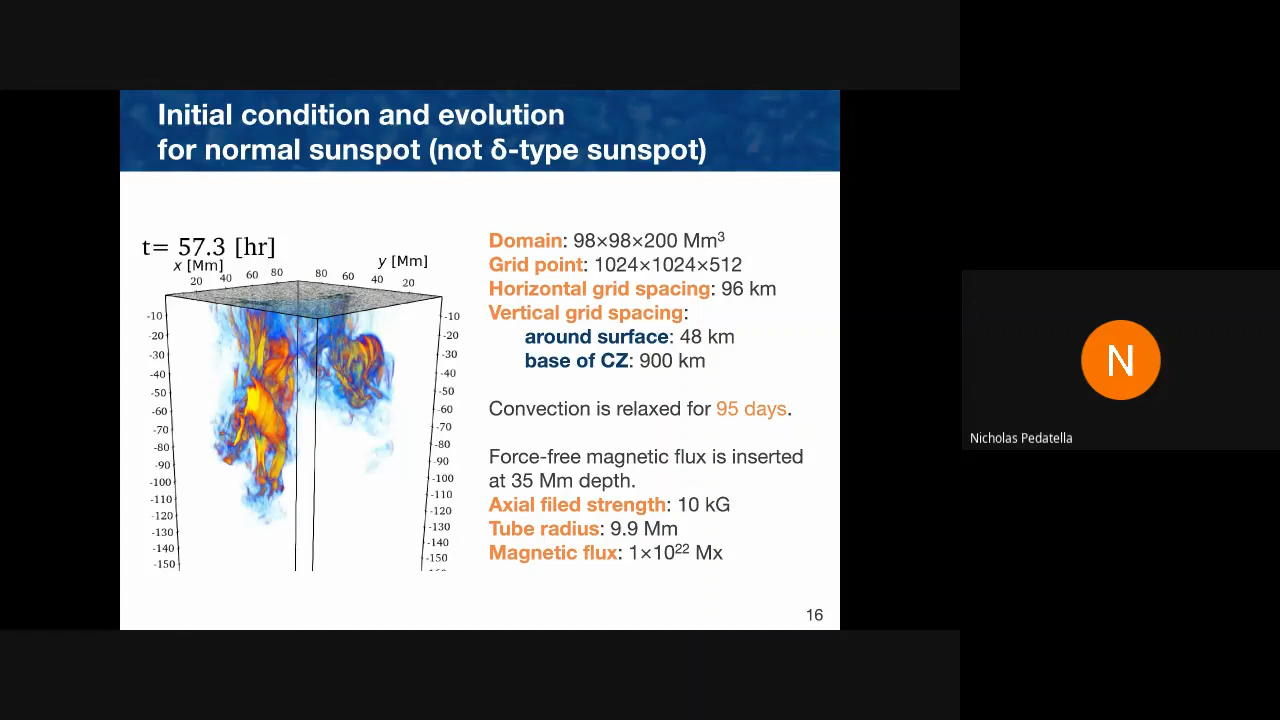 Initial condition and evolution
for normal sunspot (not δ-type sunspot)
t= 57.3 [hr]
x [Mm]
y [Mm]
20 40 60 80
80 60 40 20
-10
-20
-30
-40
-50
-60
-70
-80
-90
-100
-110
-120
-130
-140
-150
-10
-20
-30
-40
-50
-60
-70
-80
-90
-100
-110
-120
-130
-140
-150
Domain: 98×98×200 Mm³
Grid point: 1024×1024×512
Horizontal grid spacing: 96 km
Vertical grid spacing:
around surface: 48 km
base of CZ: 900 km
Convection is relaxed for 95 days.
Force-free magnetic flux is inserted
at 35 Mm depth.
Axial filed strength: 10 kG
Tube radius: 9.9 Mm
Magnetic flux: 1×10²² Mx
16
N
Nicholas Pedatella